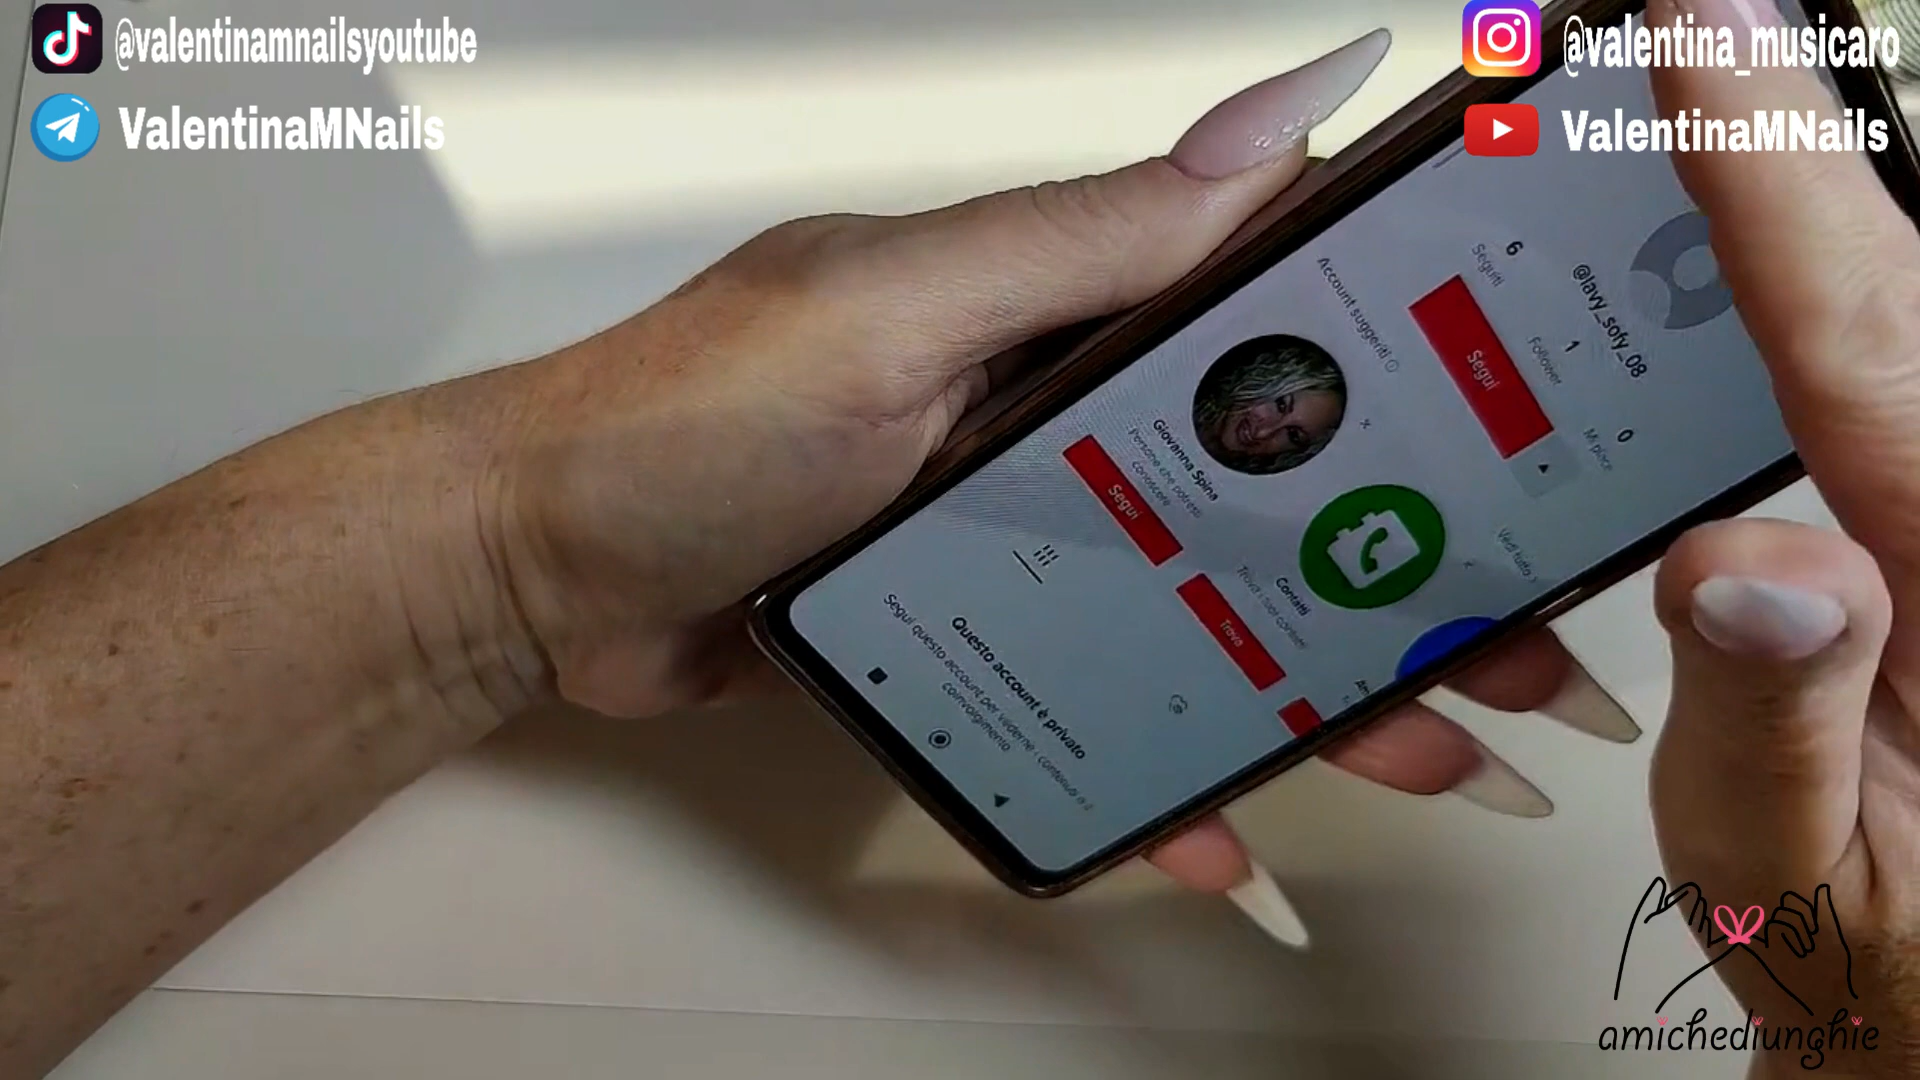 @valentinamnailsyoutube
ValentinaMNails
@valentina_musicaro
ValentinaMNails
@lavy_sofy_08
6
Seguiti
1
Follower
0
Mi piace
Segui
Account suggeriti
Vedi tutto
Giovanna Spina
Persone che potresti
conoscere
Segui
Contatti
Trova i tuoi contatti
Trova
Questo account è privato
Segui questo account per vederne i contenuti e il
coinvolgimento
amichediunghie